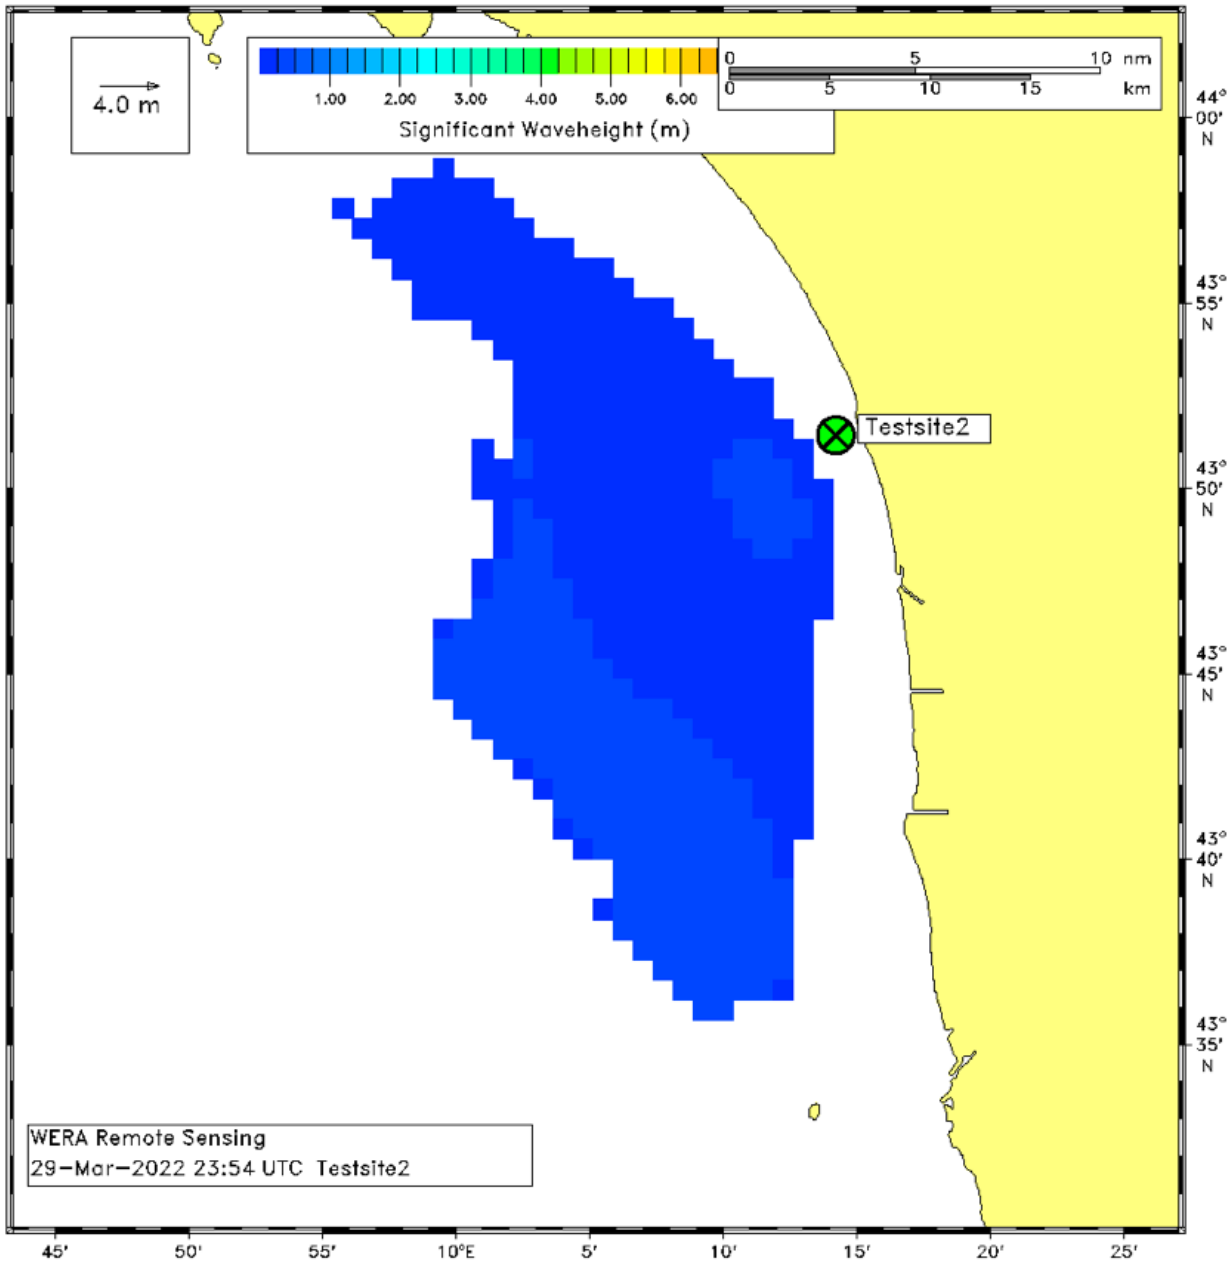 4.0 m
1.00 2.00 3.00 4.00 5.00 6.00
Significant Waveheight (m)
0 5 10 nm
0 5 10 15 km
44°
00'
N
43°
55'
N
Testsite2
43°
50'
N
43°
45'
N
43°
40'
N
43°
35'
N
WERA Remote Sensing
29-Mar-2022 23:54 UTC Testsite2
45' 50' 55' 10°E 5' 10' 15' 20' 25'